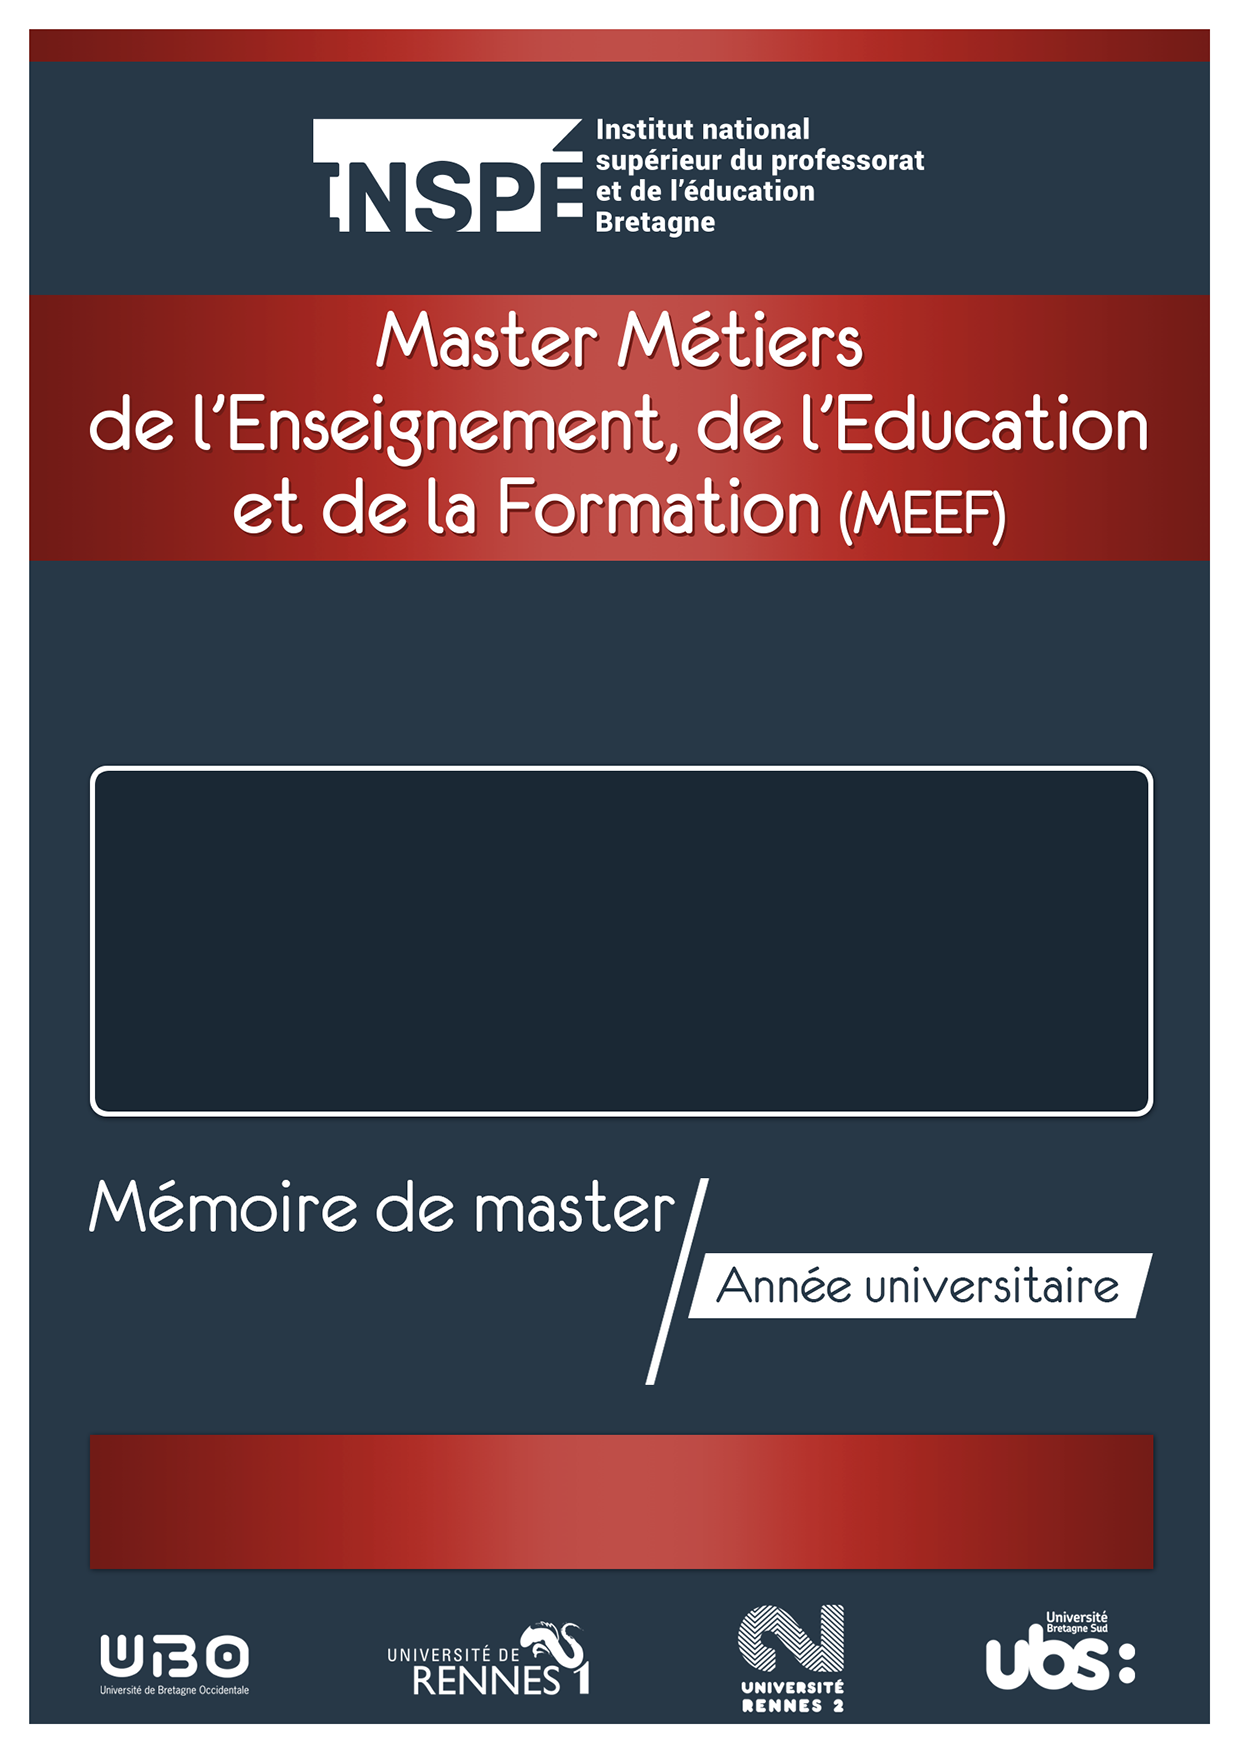 INSPÉ
Institut national
supérieur du professorat
et de l'éducation
Bretagne
Master Métiers
de l'Enseignement, de l'Education
et de la Formation (MEEF)
Mémoire de master
Année universitaire
UBO
Université de Bretagne Occidentale
UNIVERSITÉ DE
RENNES 1
UNIVERSITÉ
RENNES 2
Université
Bretagne Sud
ubs: